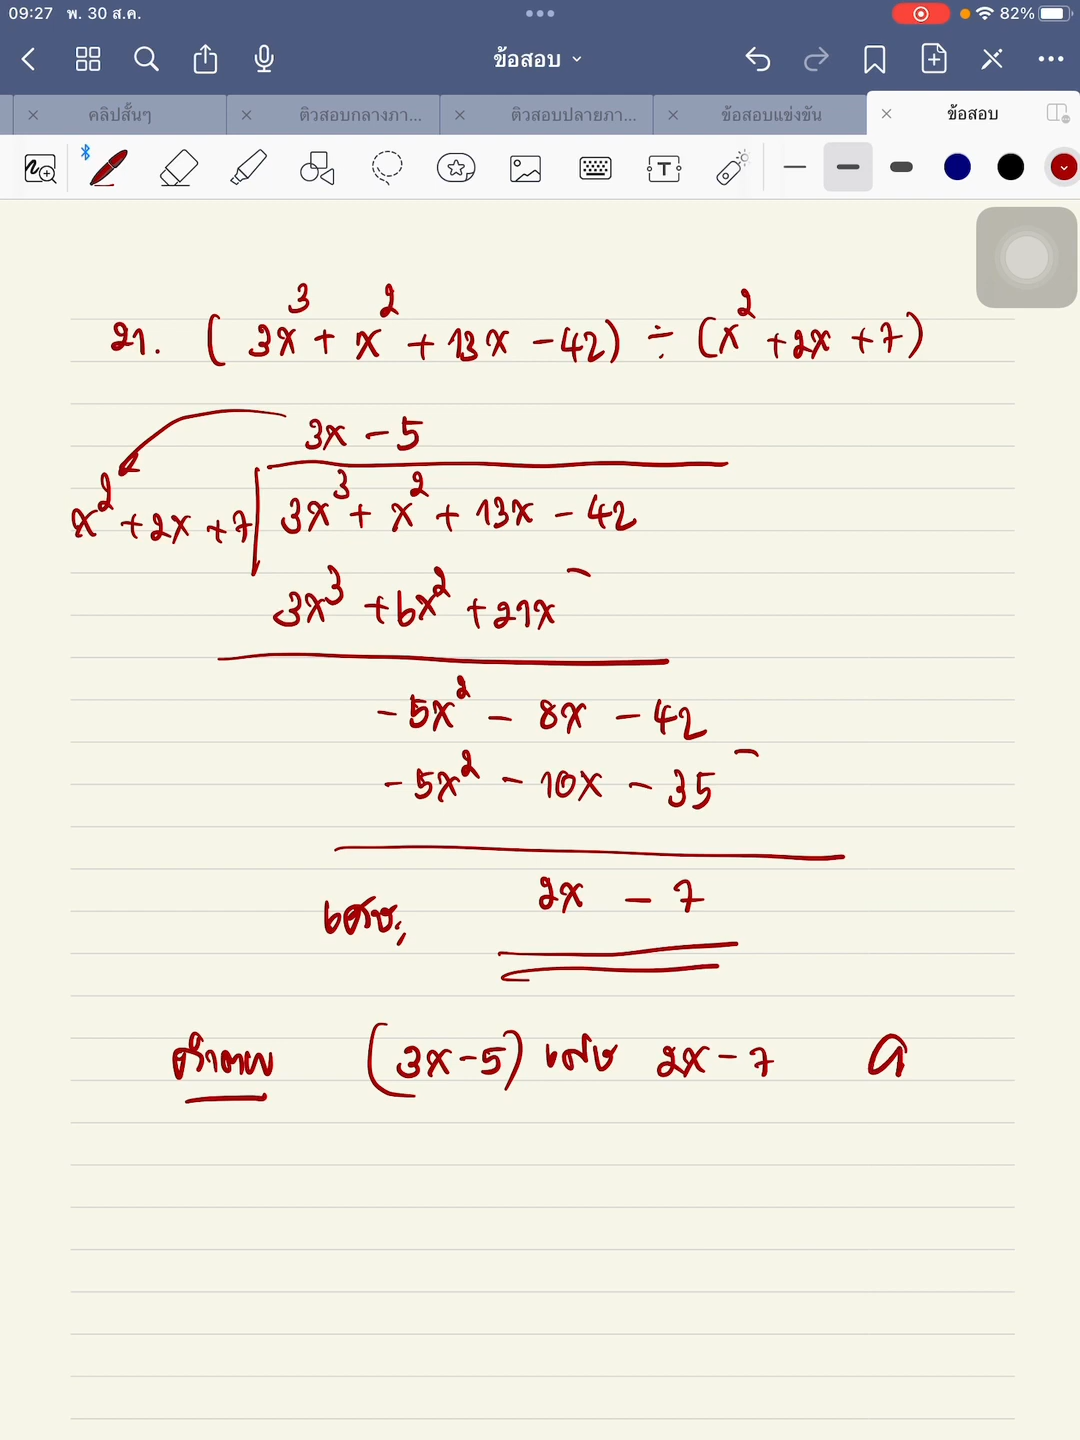 09:27 พ. 30 ส.ค. 82%
ข้อสอบ
คลิปสั้นๆ ติวสอบกลางภา... ติวสอบปลายภา... ข้อสอบแข่งขัน ข้อสอบ
21. (3x³ + x² + 13x - 42) ÷ (x² + 2x + 7)
3x - 5
x² + 2x + 7 3x³ + x² + 13x - 42
3x³ + 6x² + 21x -
- 5x² - 8x - 42
- 5x² - 10x - 35 -
เศษ; 2x - 7
คำตอบ (3x-5) เศษ 2x-7